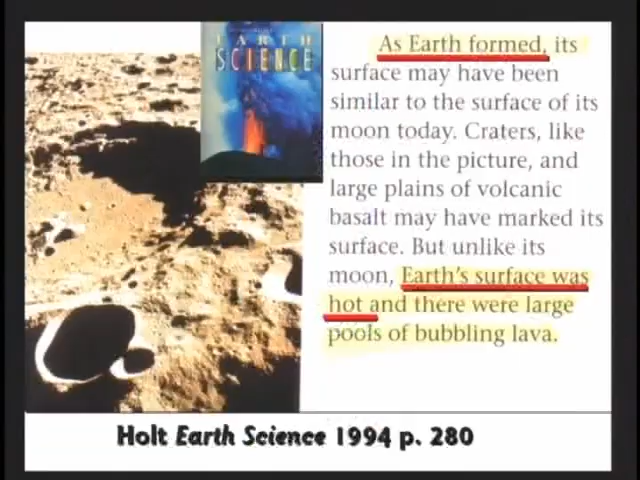 EARTH
SCIENCE
As Earth formed, its
surface may have been
similar to the surface of its
moon today. Craters, like
those in the picture, and
large plains of volcanic
basalt may have marked its
surface. But unlike its
moon, Earth's surface was
hot and there were large
pools of bubbling lava.
Holt Earth Science 1994 p. 280